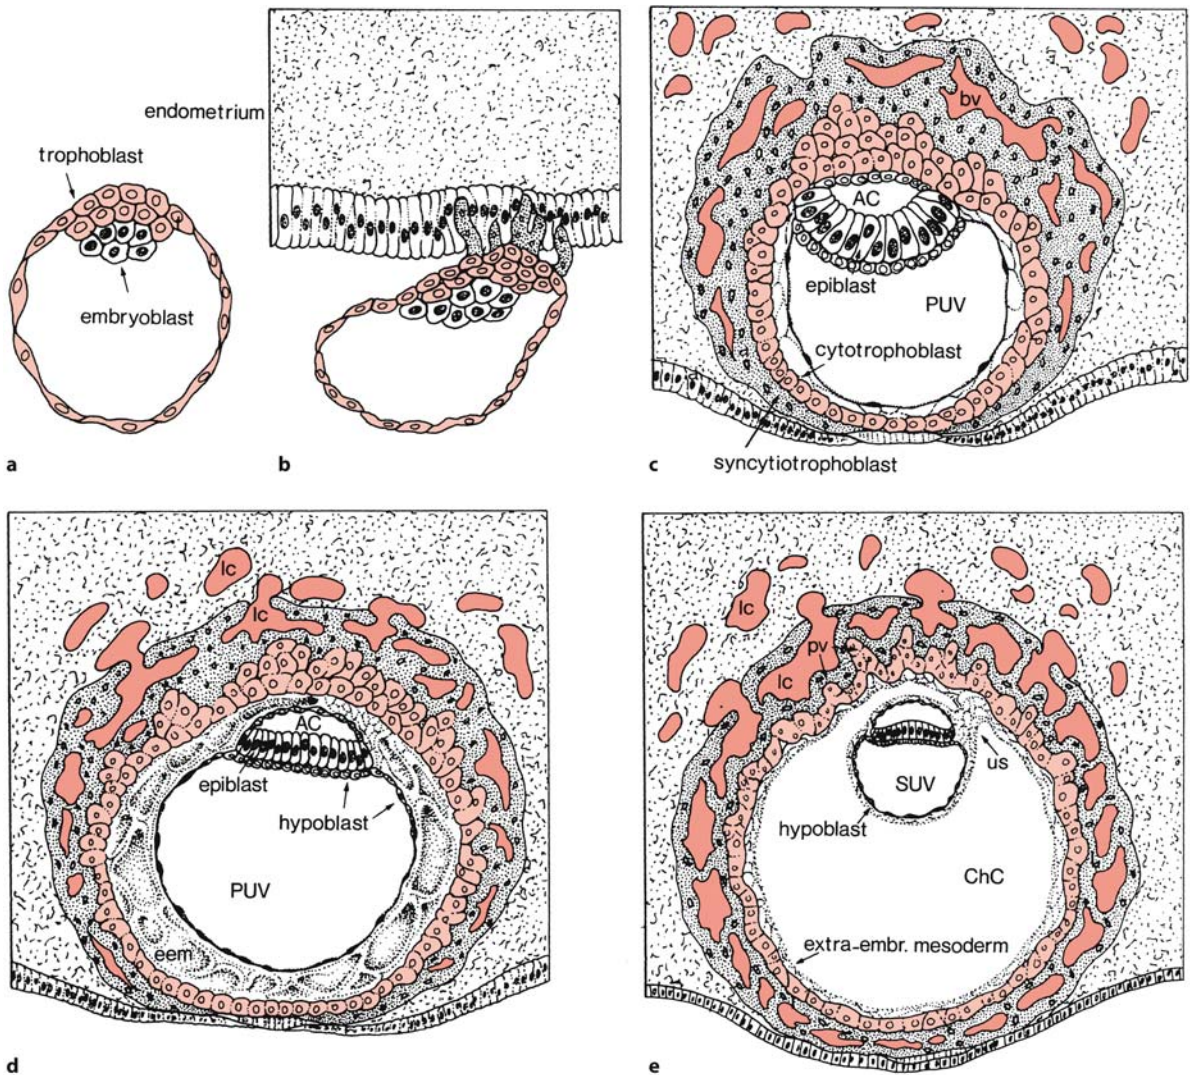 endometrium
trophoblast
embryoblast
a
b
bv
AC
epiblast
PUV
cytotrophoblast
syncytiotrophoblast
c
lc
lc
AC
epiblast
hypoblast
PUV
eem
d
lc
pv
lc
us
SUV
hypoblast
ChC
extra-embr. mesoderm
e